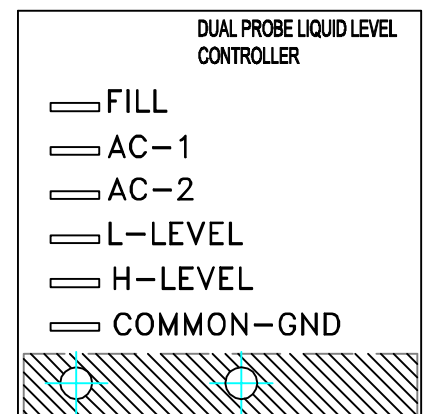 DUAL PROBE LIQUID LEVEL
CONTROLLER
FILL
AC-1
AC-2
L-LEVEL
H-LEVEL
COMMON-GND